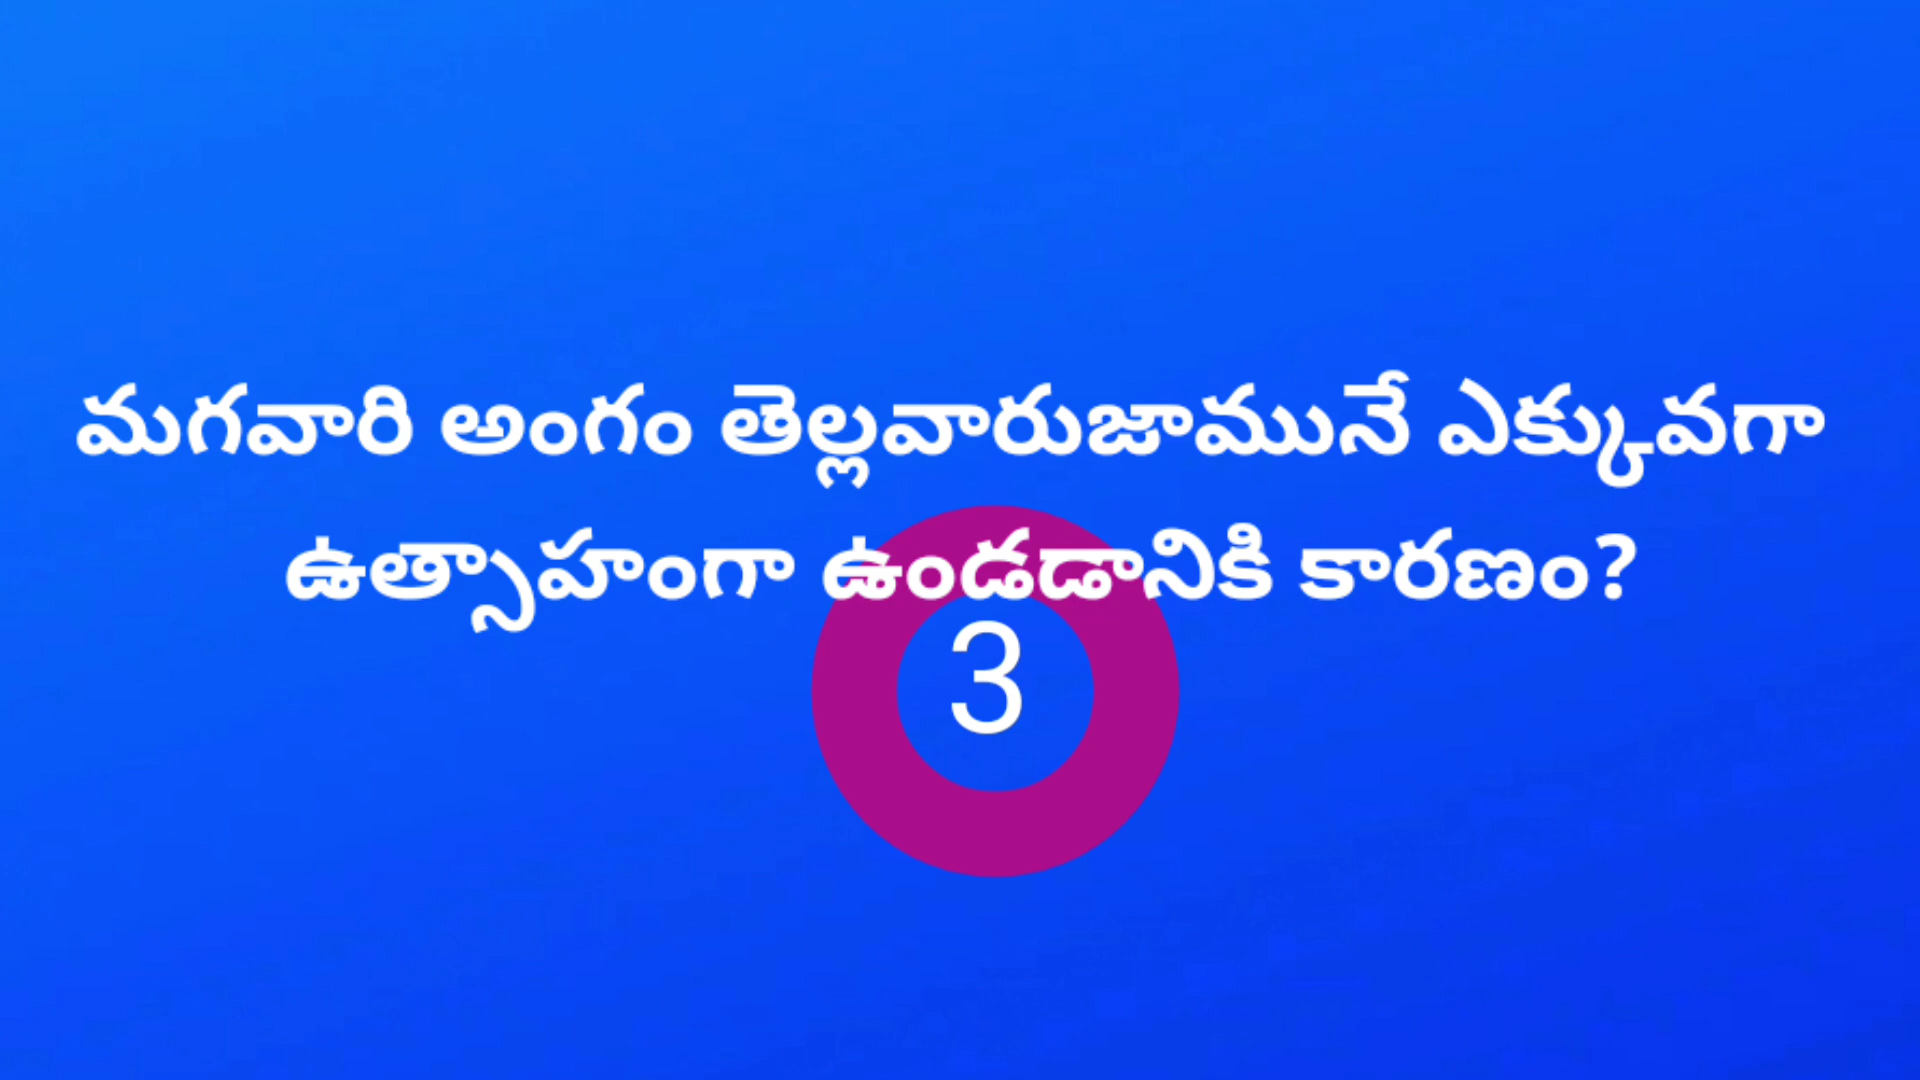 మగవారి అంగం తెల్లవారుజామునే ఎక్కువగా
ఉత్సాహంగా ఉండడానికి కారణం?
3